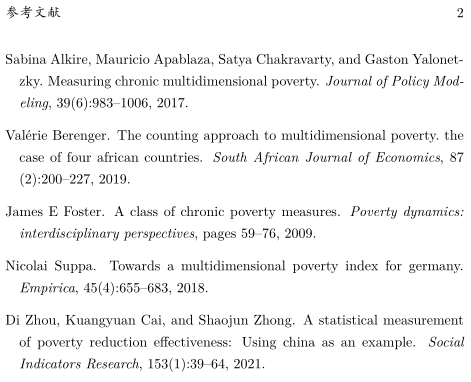 参考文献 2
Sabina Alkire, Mauricio Apablaza, Satya Chakravarty, and Gaston Yalonet-
zky. Measuring chronic multidimensional poverty. Journal of Policy Mod-
eling, 39(6):983–1006, 2017.
Valérie Berenger. The counting approach to multidimensional poverty. the
case of four african countries. South African Journal of Economics, 87
(2):200–227, 2019.
James E Foster. A class of chronic poverty measures. Poverty dynamics:
interdisciplinary perspectives, pages 59–76, 2009.
Nicolai Suppa. Towards a multidimensional poverty index for germany.
Empirica, 45(4):655–683, 2018.
Di Zhou, Kuangyuan Cai, and Shaojun Zhong. A statistical measurement
of poverty reduction effectiveness: Using china as an example. Social
Indicators Research, 153(1):39–64, 2021.